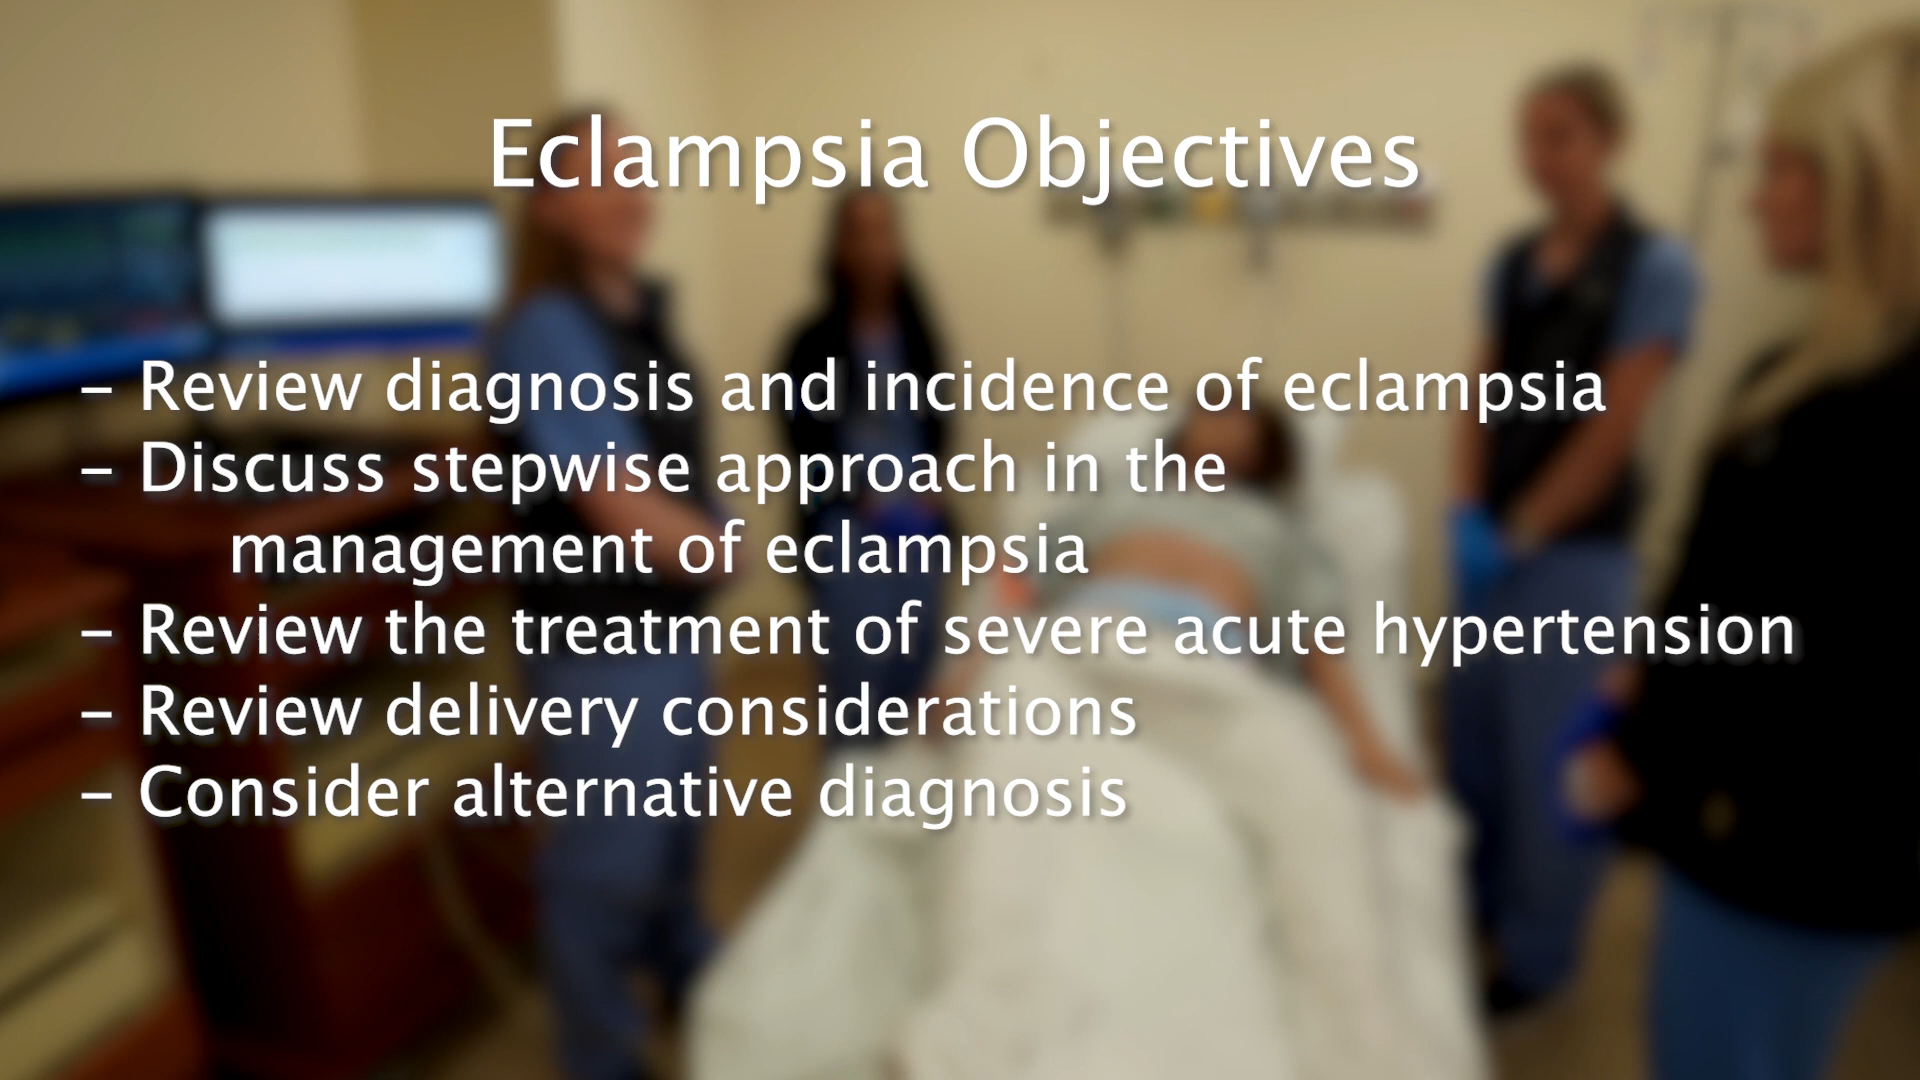 Eclampsia Objectives
– Review diagnosis and incidence of eclampsia
– Discuss stepwise approach in the
management of eclampsia
– Review the treatment of severe acute hypertension
– Review delivery considerations
– Consider alternative diagnosis